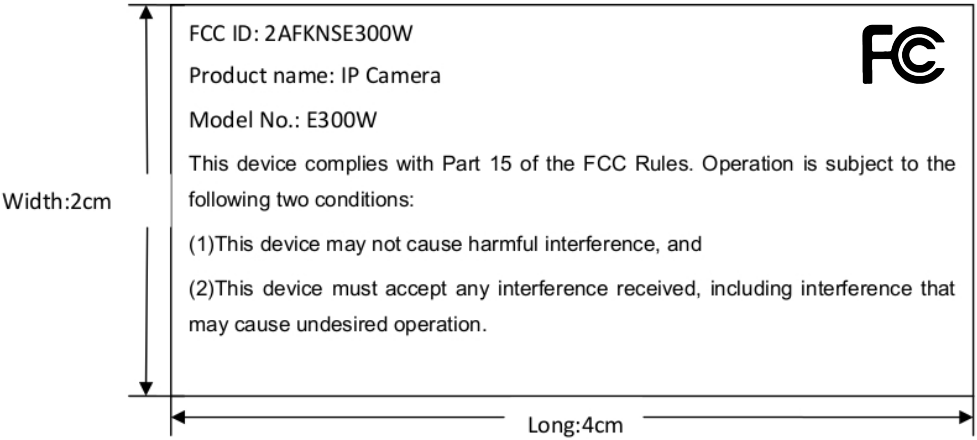 FCC ID: 2AFKNSE300W
FC
Product name: IP Camera
Model No.: E300W
This device complies with Part 15 of the FCC Rules. Operation is subject to the
following two conditions:
Width:2cm
(1)This device may not cause harmful interference, and
(2)This device must accept any interference received, including interference that
may cause undesired operation.
Long:4cm